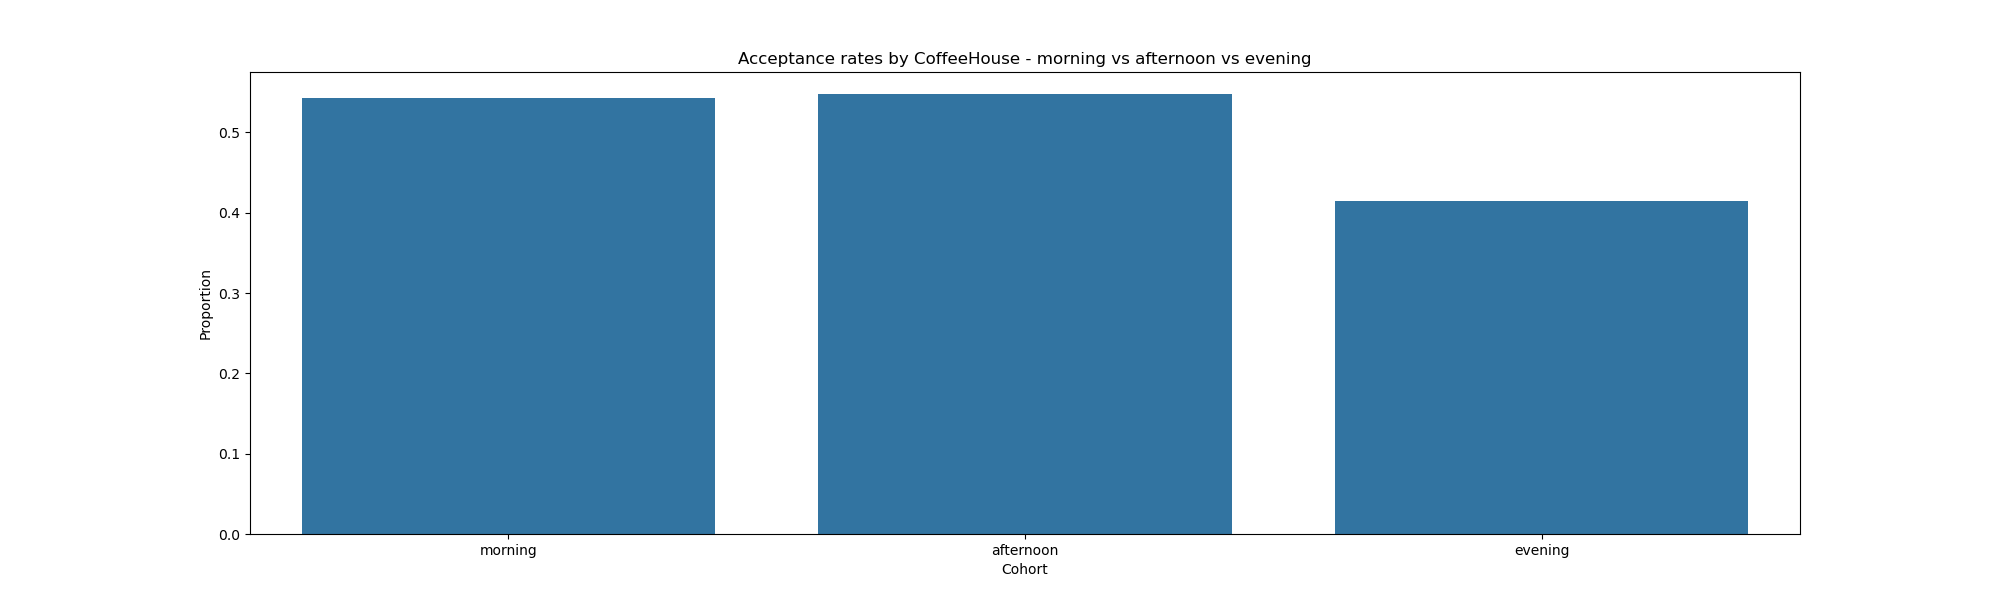 Acceptance rates by CoffeeHouse - morning vs afternoon vs evening
Proportion
0.5
0.4
0.3
0.2
0.1
0.0
morning
afternoon
evening
Cohort